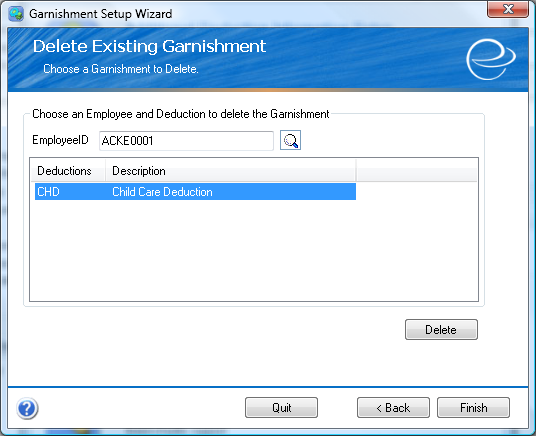 Garnishment Setup Wizard
Delete Existing Garnishment
Choose a Garnishment to Delete.
Choose an Employee and Deduction to delete the Garnishment
EmployeeID ACKE0001
Deductions Description
CHD Child Care Deduction
Delete
Quit < Back Finish